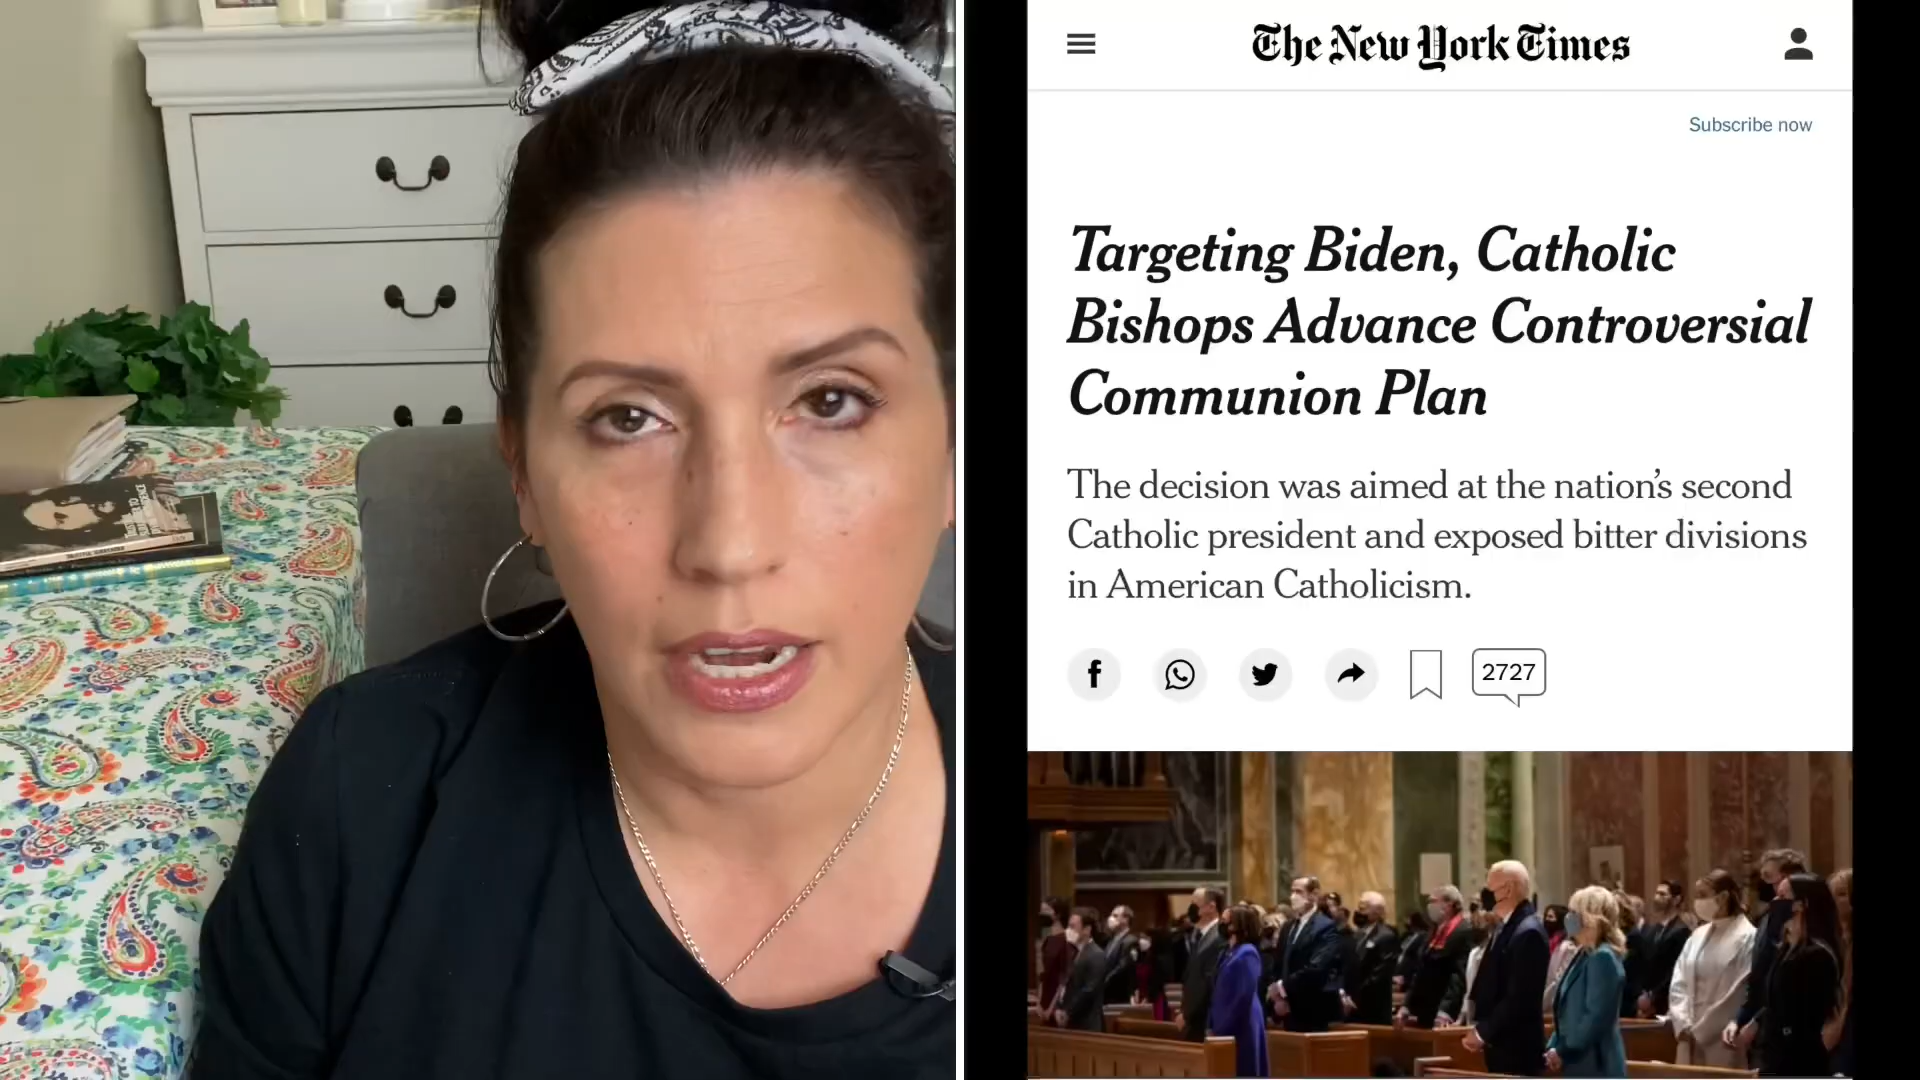 The New York Times
Subscribe now
Targeting Biden, Catholic
Bishops Advance Controversial
Communion Plan
The decision was aimed at the nation’s second
Catholic president and exposed bitter divisions
in American Catholicism.
2727